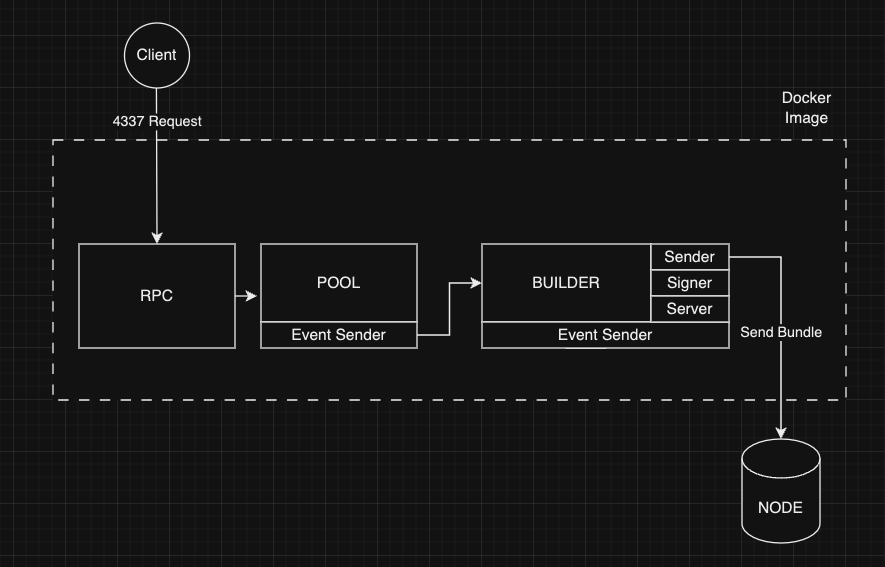 Client
4337 Request
Docker
Image
RPC
POOL
Event Sender
BUILDER
Sender
Signer
Server
Event Sender
Send Bundle
NODE